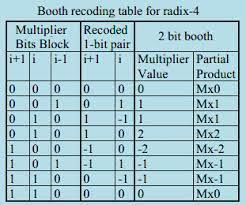 Booth recoding table for radix-4
Multiplier Bits Block Recoded 1-bit pair 2 bit booth
i+1 i i-1 i+1 i Multiplier Value Partial Product
0 0 0 0 0 0 Mx0
0 0 1 0 1 1 Mx1
0 1 0 1 -1 1 Mx1
0 1 0 1 0 2 Mx2
1 0 0 -1 0 -2 Mx-2
1 0 1 -1 1 -1 Mx-1
1 1 0 0 -1 -1 Mx-1
1 1 0 0 0 0 Mx0